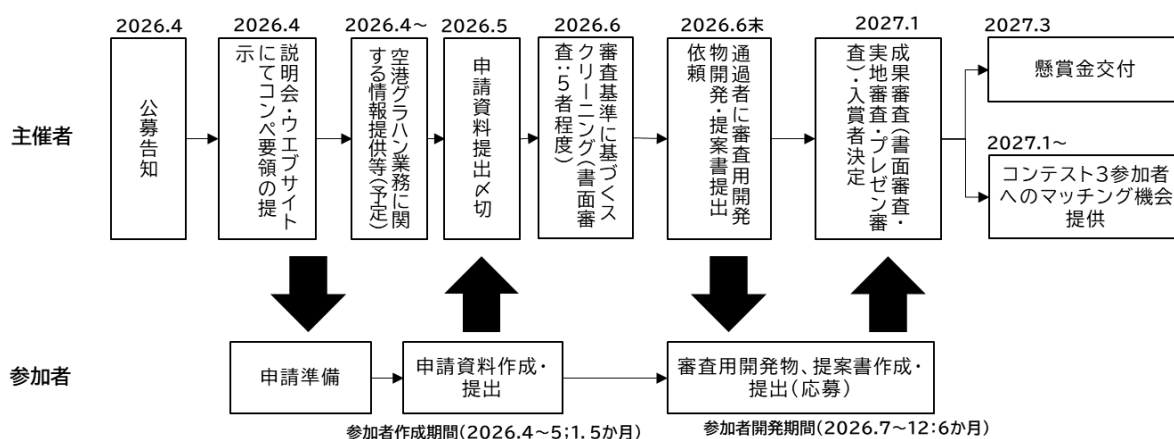 2026.4
2026.4
2026.4～
2026.5
2026.6
2026.6末
2027.1
2027.3
主催者
公募告知
説明会・ウエブサイト
にてコンペ要領の提
示
空港グラハン業務に関
する情報提供等(予定)
申請資料提出〆切
審査基準に基づくス
クリーニング(書面審
査:5者程度)
通過者に審査用開発
物開発・提案書提出
依頼
成果審査(書面審査・
実地審査・プレゼン審
査)・入賞者決定
懸賞金交付
2027.1～
コンテスト3参加者
へのマッチング機会
提供
参加者
申請準備
申請資料作成・
提出
審査用開発物、提案書作成・
提出(応募)
参加者作成期間(2026.4～5;1.5か月)
参加者開発期間(2026.7～12:6か月)